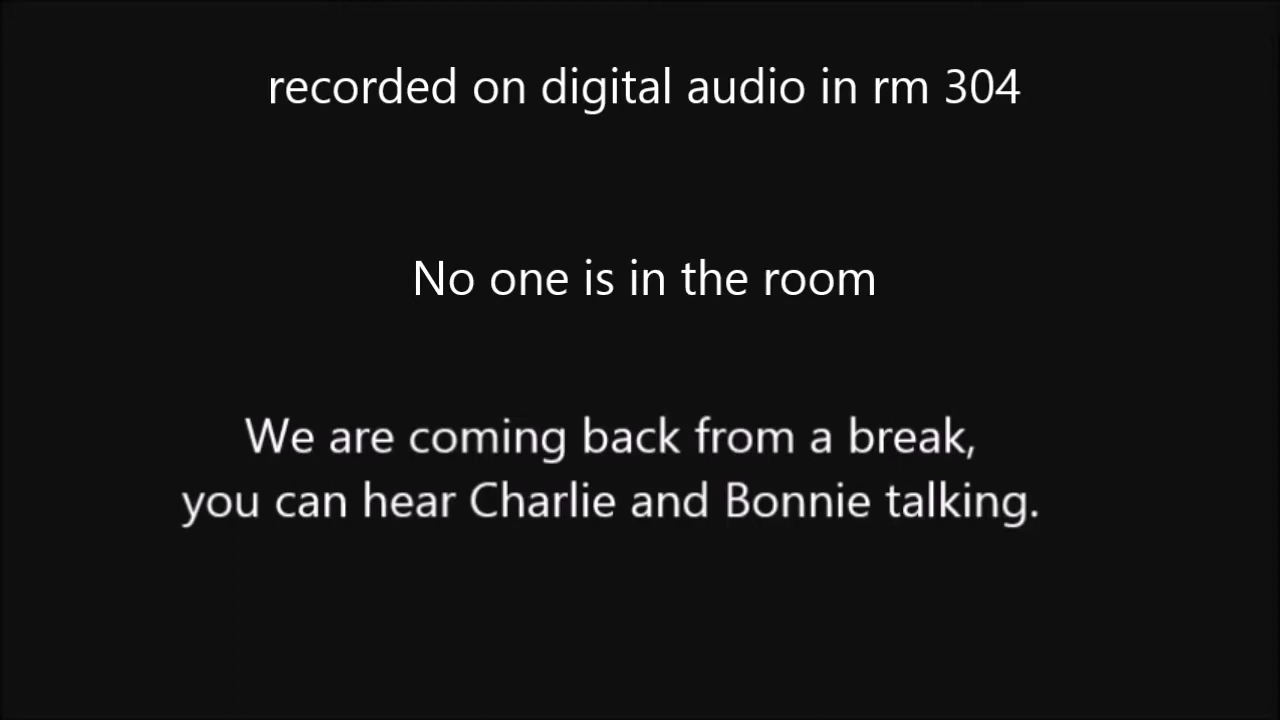 recorded on digital audio in rm 304
No one is in the room
We are coming back from a break,
you can hear Charlie and Bonnie talking.